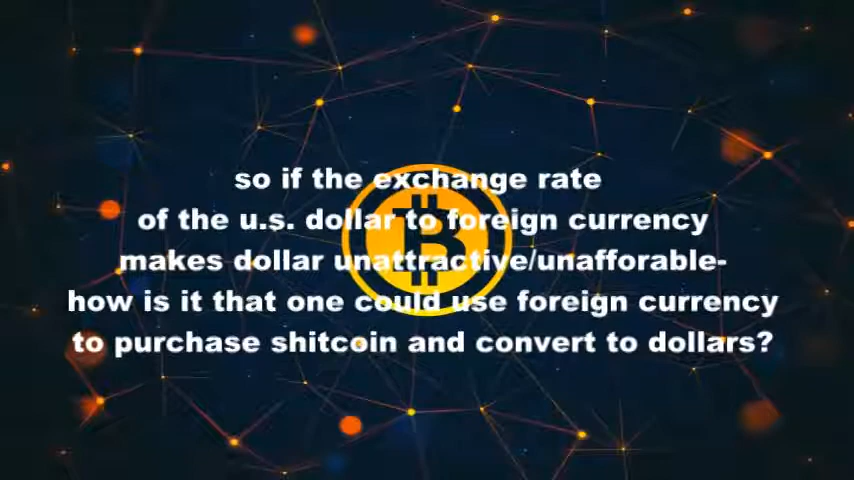 so if the exchange rate
of the u.s. dollar to foreign currency
makes dollar unattractive/unafforable-
how is it that one could use foreign currency
to purchase shitcoin and convert to dollars?